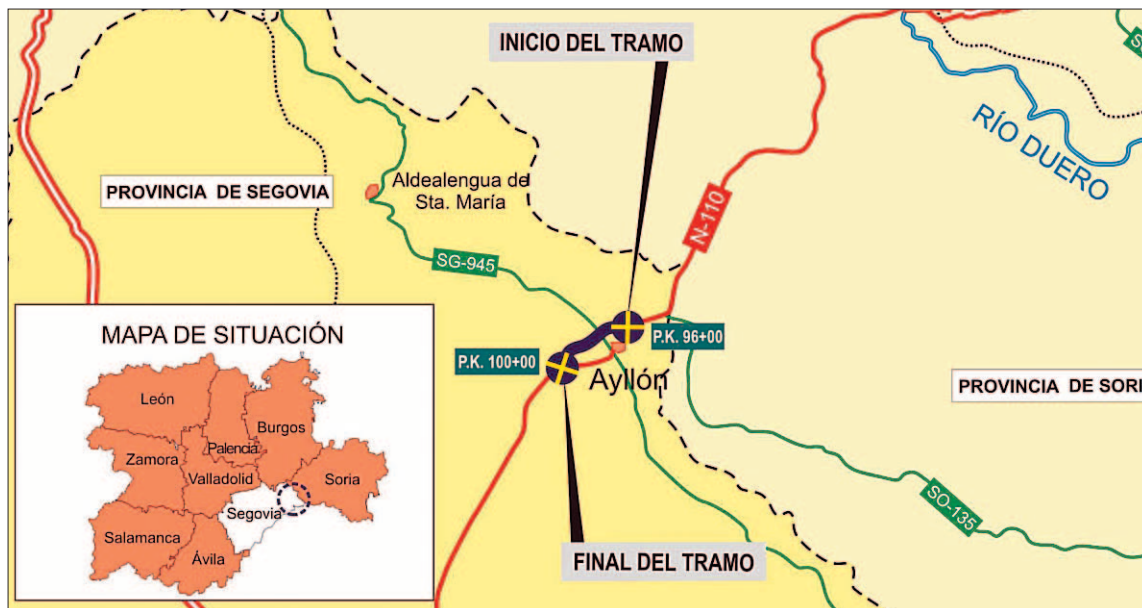 INICIO DEL TRAMO
RÍO DUERO
PROVINCIA DE SEGOVIA
Aldealengua de
Sta. María
N-110
SG-945
MAPA DE SITUACIÓN
P.K. 96+00
P.K. 100+00
Ayllón
PROVINCIA DE SORI
León
Burgos
Palencia
Zamora
Valladolid
Soria
Segovia
Salamanca
Ávila
SO-135
FINAL DEL TRAMO